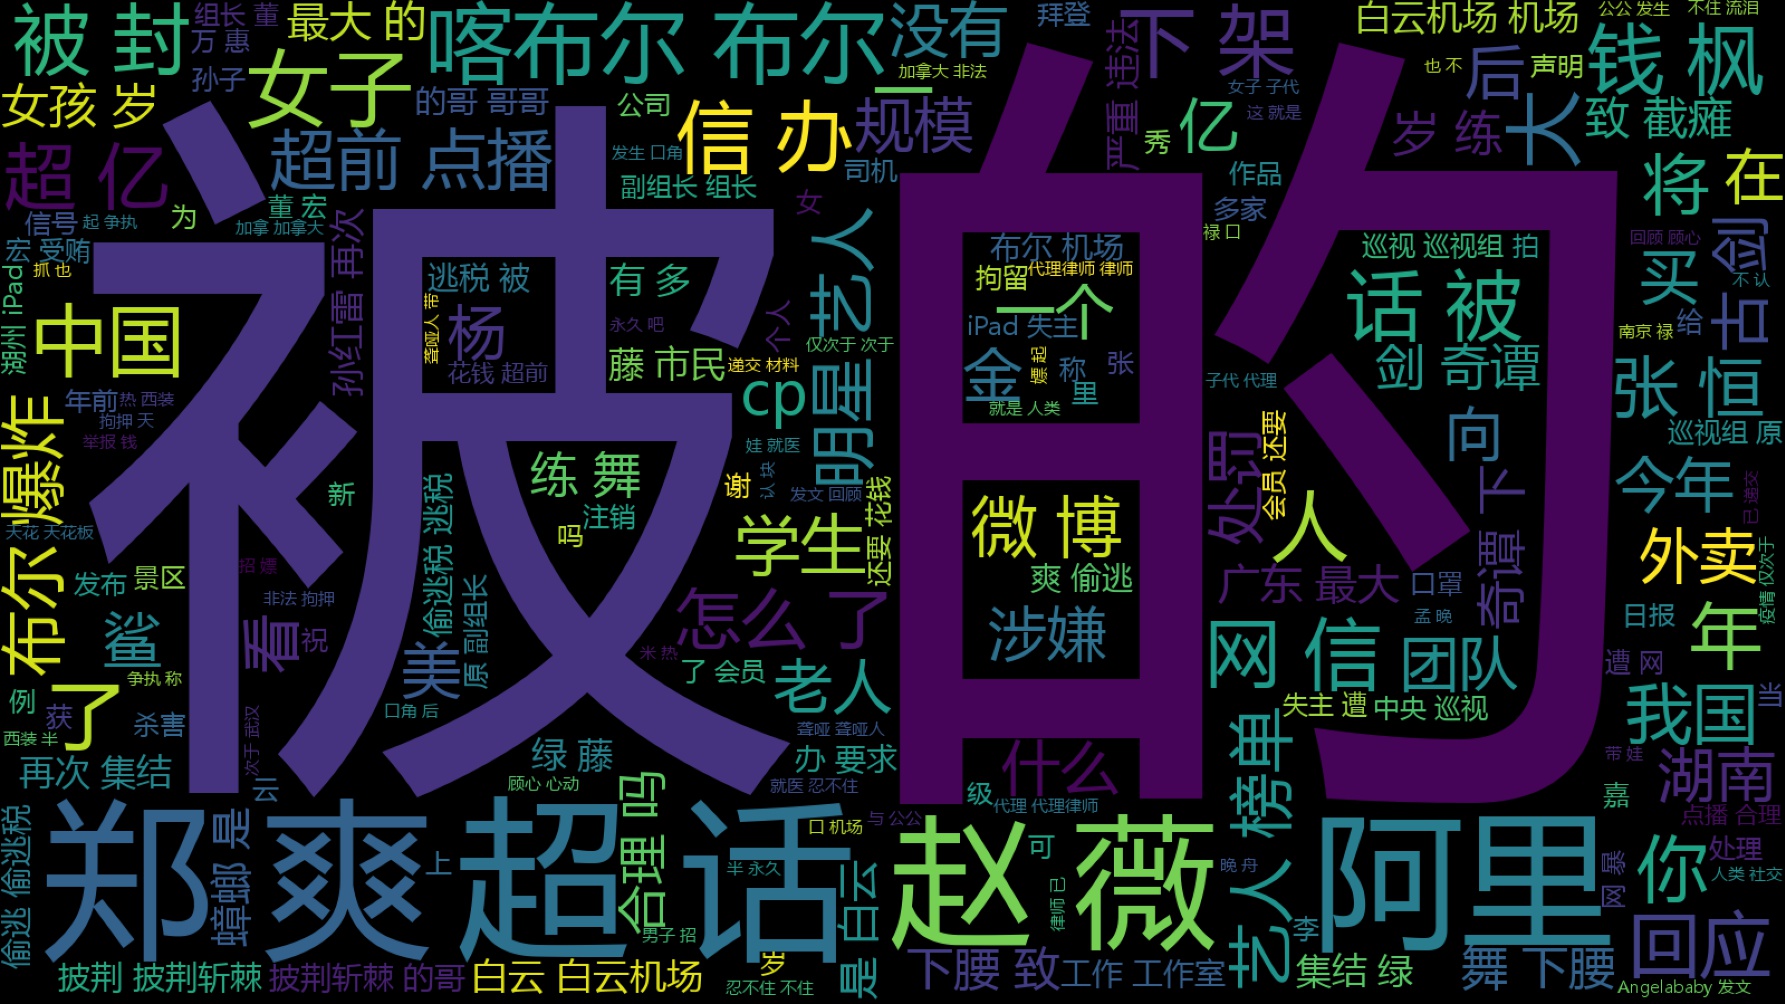 被 封
组长 董
万 惠
最大 的
喀布尔 布尔
没有
拜登
下 架
白云机场 机场
公公 发生
不住 流泪
女孩 岁
孙子
女子
的哥 哥哥
公司
加拿大 非法
一
严重 违法
女子 子代
这 就是
也 不
后
声明
钱 枫
超 亿
超前 点播
发生 口角
信 办
规模
司机
秀
亿
岁 练
大
致 截瘫
信号
起 争执
为
董 宏
加拿 加拿大
副组长 组长
女
作品
多家
禄 口
将
在
宏 受贿
抓 也
孙红雷 再次
艺人
布尔 机场
巡视 巡视组
拍
回顾 顾心
古剑
湖州 iPad
逃税 被
有 多
拘留
代理律师 律师
一个
话 被
买
不 认
中国
聋哑人 带
杨
永久 吧
个人
仅次于 次于
iPad 失主
南京 禄
给
花钱 超前
藤 市民
递交 材料
金
嫖 起
称
张
剑 奇谭
年前
热 西装
拘押 天
举报 钱
cp
明星
就是 人类
里
子代 代理
张 恒
爆炸
被
的
娃 就医
会员 还要
向
巡视组 原
新
练 舞
谢
认 块
发文 回顾
处罚
下
今年
已 递交
天花 天花板
偷逃税 逃税
注销
吗
学生
还要 花钱
微 博
人
奇谭
外卖
布尔
发布
景区
招 嫖
非法 拘押
原 副组长
爽 偷逃
广东 最大
口罩
孟 晚
日报
疫情 仅次于
鲨
看
祝
怎么 了
涉嫌
网 信
团队
年
争执 称
美
米 热
了 会员
老人
遭 网
例
获
了
杀害
口角 后
聋哑 聋哑人
失主 遭
中央 巡视
我国
当
西装 半
次于 武汉
绿 藤
办 要求
什么
榜单
带 娃
湖南
再次 集结
云
顾心 心动
就医 忍不住
级
代理 代理律师
嘉
点播 合理
偷逃 偷逃税
郑爽
蟑螂 是
上
超话
合理 吗
口 机场
与 公公
赵薇
可
律师 已
晚 舟
艺人
阿里
网 暴
你
处理
人类 社交
半 永久
男子 招
是 白云
李
回应
披荆 披荆斩棘
披荆斩棘 的哥
白云 白云机场
岁
忍不住 不住
下腰 致
工作 工作室
集结 绿
舞 下腰
Angelababy 发文